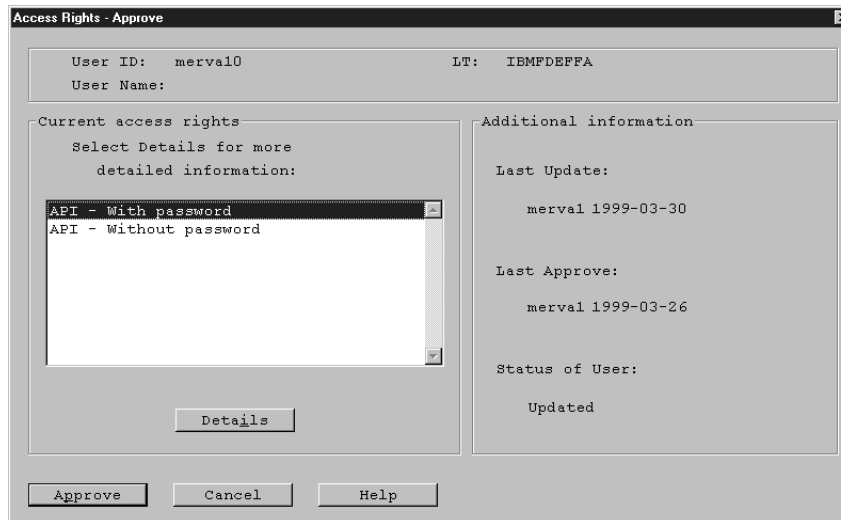 Access Rights - Approve
User ID: merva10 LT: IBMFDEFFA
User Name:
Current access rights
Select Details for more
detailed information:
API - With password
API - Without password
Details
Additional information
Last Update:
merva1 1999-03-30
Last Approve:
merva1 1999-03-26
Status of User:
Updated
Approve Cancel Help